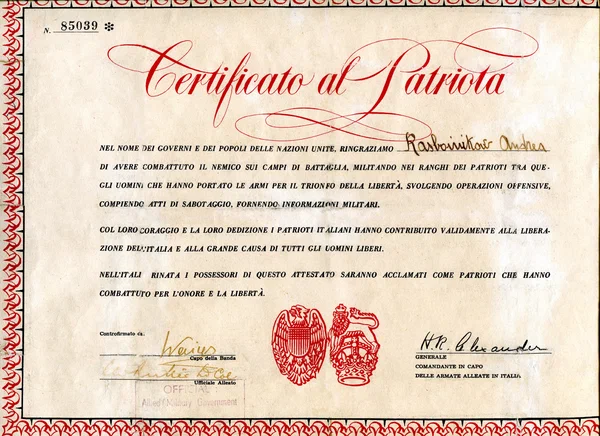 N. 85039 *
Certificato al Patriota
NEL NOME DEI GOVERNI E DEI POPOLI DELLE NAZIONI UNITE, RINGRAZIAMO
DI AVERE COMBATTUTO IL NEMICO SUI CAMPI DI BATTAGLIA, MILITANDO NEI RANGHI DEI PATRIOTI TRA QUE-
GLI UOMINI CHE HANNO PORTATO LE ARMI PER IL TRIONFO DELLA LIBERTÀ, SVOLGENDO OPERAZIONI OFFENSIVE,
COMPIENDO ATTI DI SABOTAGGIO, FORNENDO INFORMAZIONI MILITARI.
COL LORO CORAGGIO E LA LORO DEDIZIONE I PATRIOTI ITALIANI HANNO CONTRIBUITO VALIDAMENTE ALLA LIBERA-
ZIONE DELL'ITALIA E ALLA GRANDE CAUSA DI TUTTI GLI UOMINI LIBERI.
NELL'ITALI RINATA I POSSESSORI DI QUESTO ATTESTATO SARANNO ACCLAMATI COME PATRIOTI CHE HANNO
COMBATTUTO PER L'ONORE E LA LIBERTÀ.
Controfirmato da:
Capo della Banda
Ufficiale Alleato
OFFICIAL
Allied Military Government
H.R. Alexander
GENERALE
COMANDANTE IN CAPO
DELLE ARMATE ALLEATE IN ITALIA